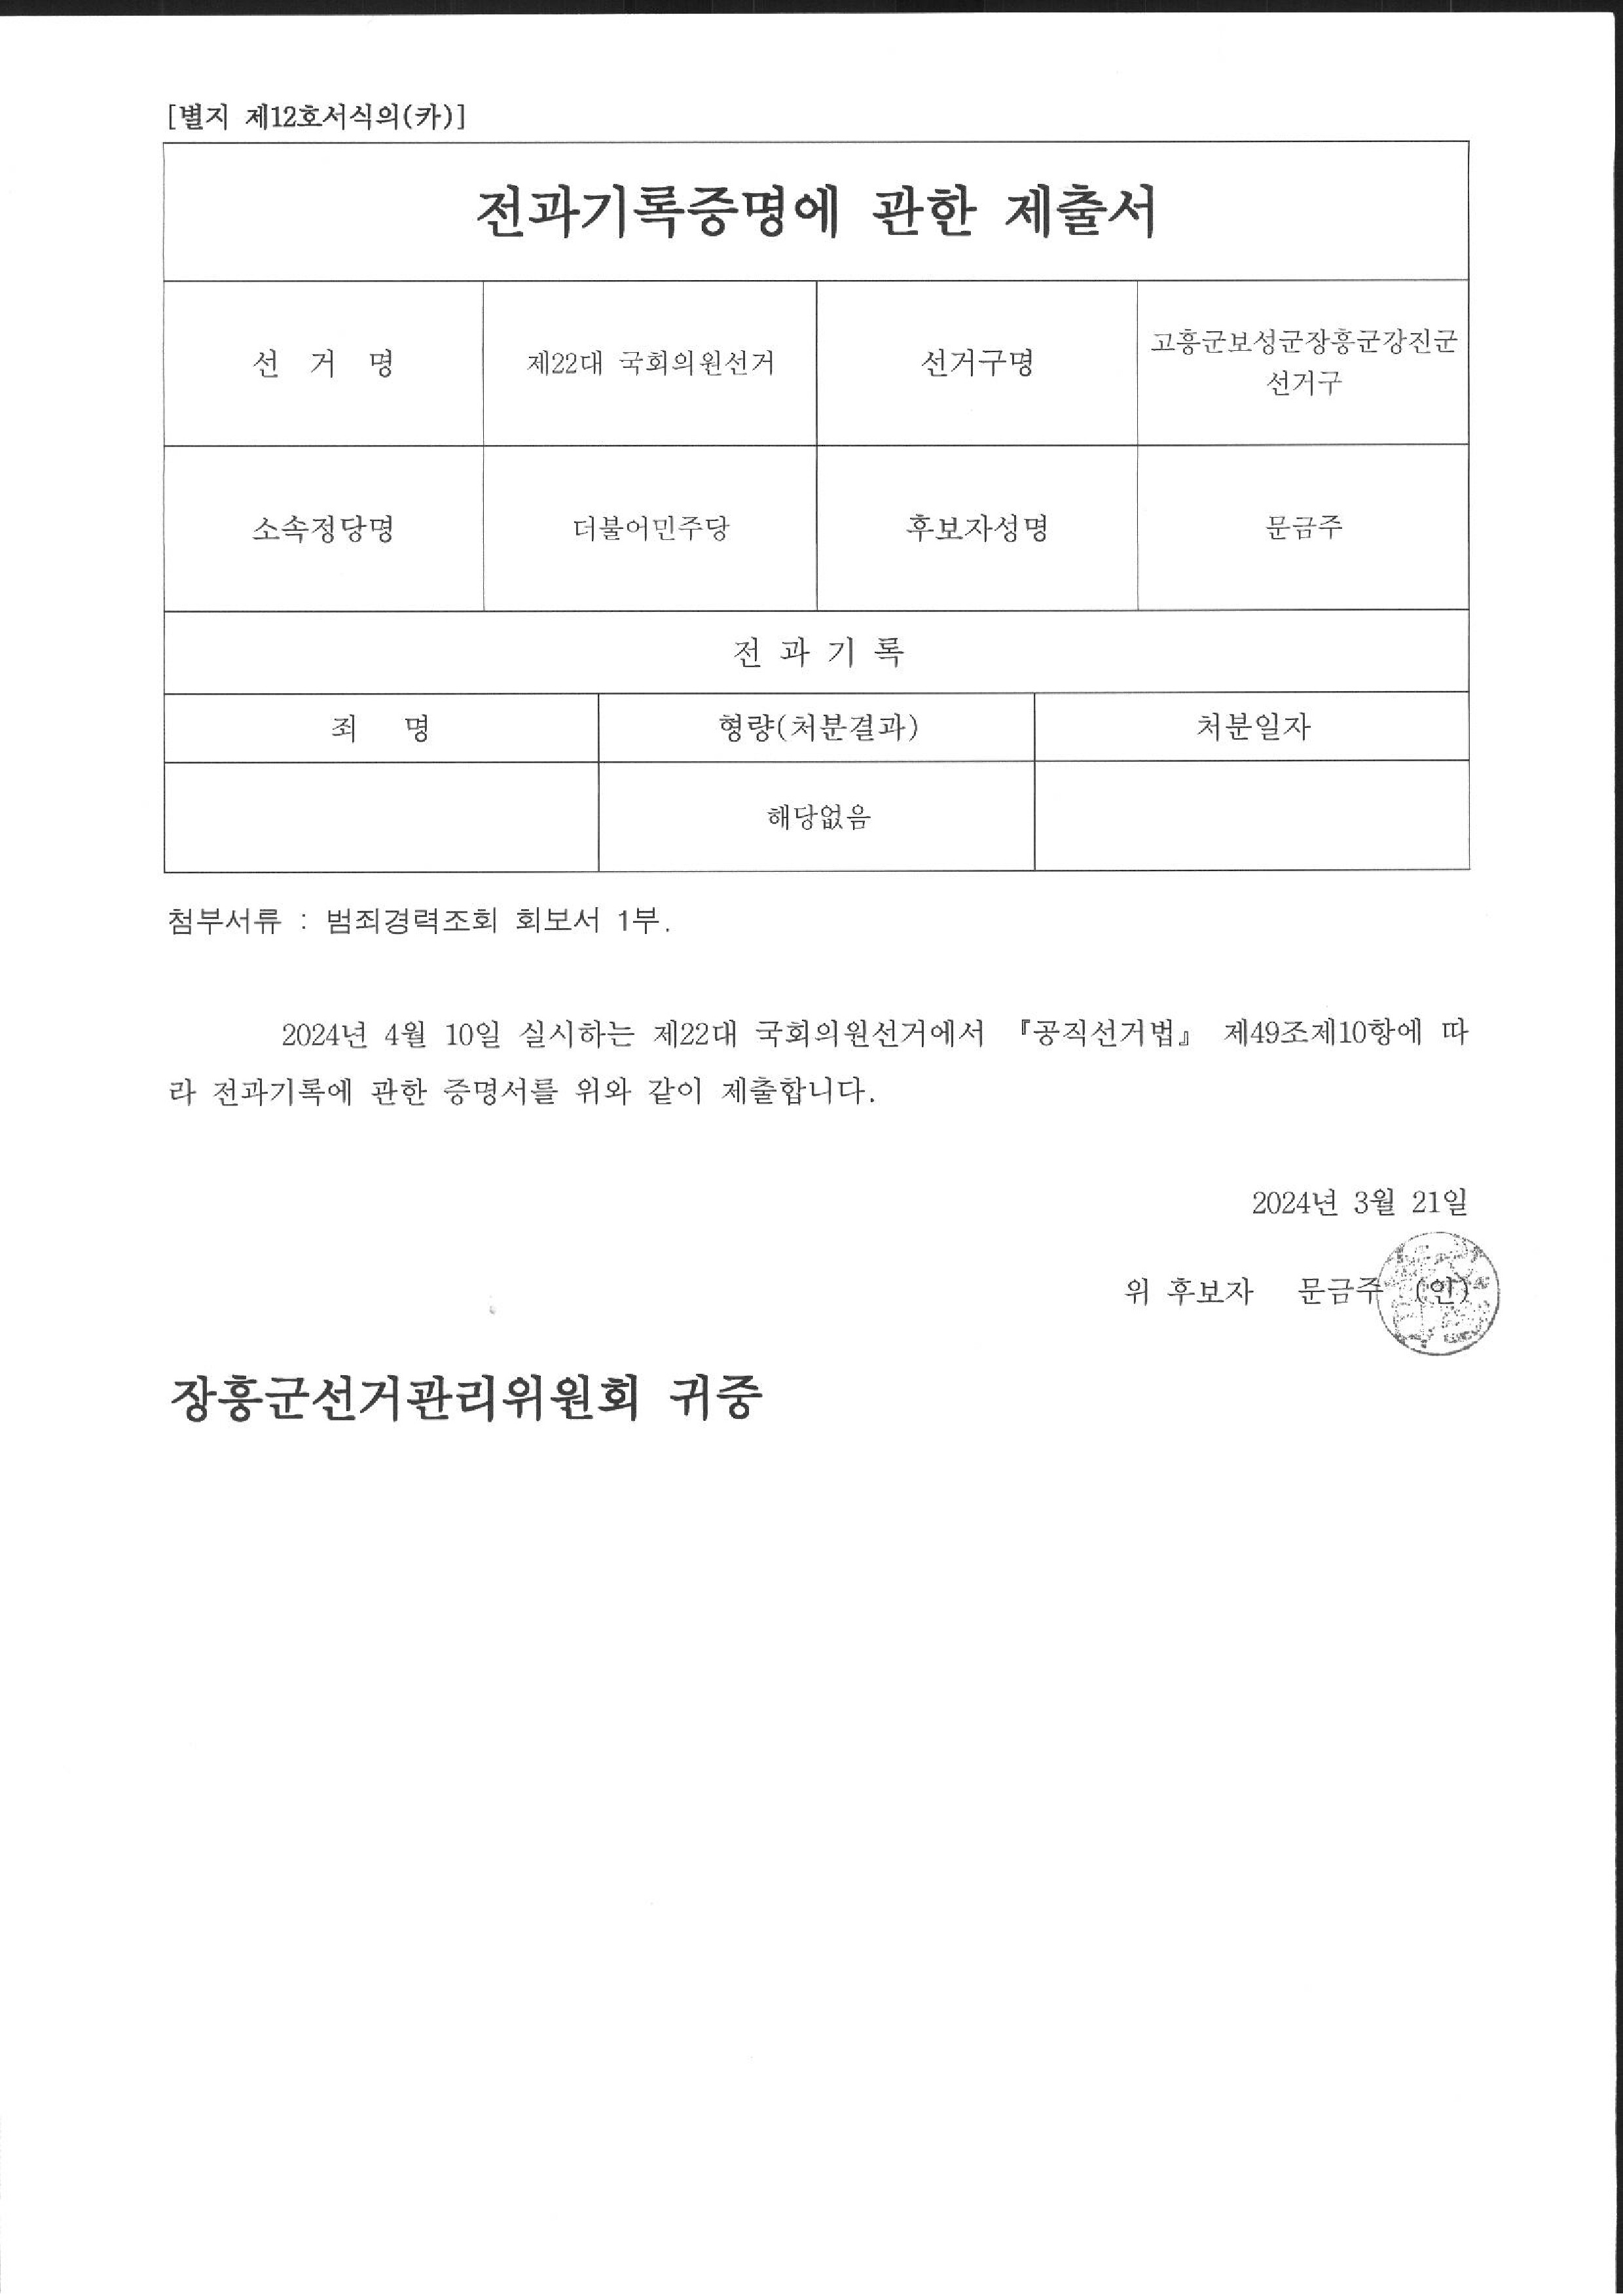 [별지 제12호서식의(카)]
전과기록증명에 관한 제출서
선 거 명
제22대 국회의원선거
선거구명
고흥군보성군장흥군강진군
선거구
소속정당명
더불어민주당
후보자성명
문금주
전 과 기 록
죄 명
형량(처분결과)
처분일자
해당없음
첨부서류 : 범죄경력조회 회보서 1부.
2024년 4월 10일 실시하는 제22대 국회의원선거에서 『공직선거법』 제49조제10항에 따
라 전과기록에 관한 증명서를 위와 같이 제출합니다.
2024년 3월 21일
위 후보자 문금주 (인)
장흥군선거관리위원회 귀중